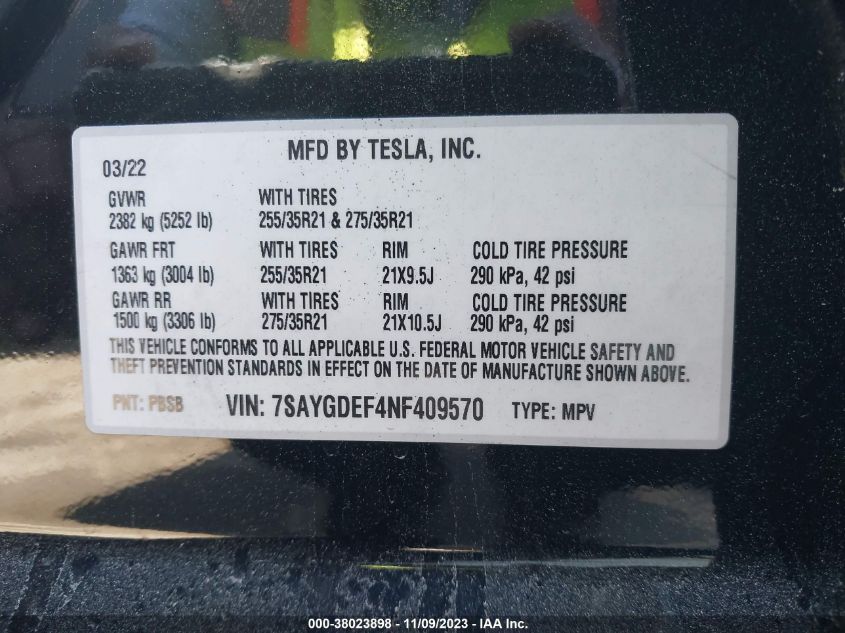 MFD BY TESLA, INC.
03/22
GVWR WITH TIRES
2382 kg (5252 lb) 255/35R21 & 275/35R21
GAWR FRT WITH TIRES RIM COLD TIRE PRESSURE
1363 kg (3004 lb) 255/35R21 21X9.5J 290 kPa, 42 psi
GAWR RR WITH TIRES RIM COLD TIRE PRESSURE
1500 kg (3306 lb) 275/35R21 21X10.5J 290 kPa, 42 psi
THIS VEHICLE CONFORMS TO ALL APPLICABLE U.S. FEDERAL MOTOR VEHICLE SAFETY AND
THEFT PREVENTION STANDARDS IN EFFECT ON THE DATE OF MANUFACTURE SHOWN ABOVE.
PNT: PBSB VIN: 7SAYGDEF4NF409570 TYPE: MPV
000-38023898 - 11/09/2023 - IAA Inc.